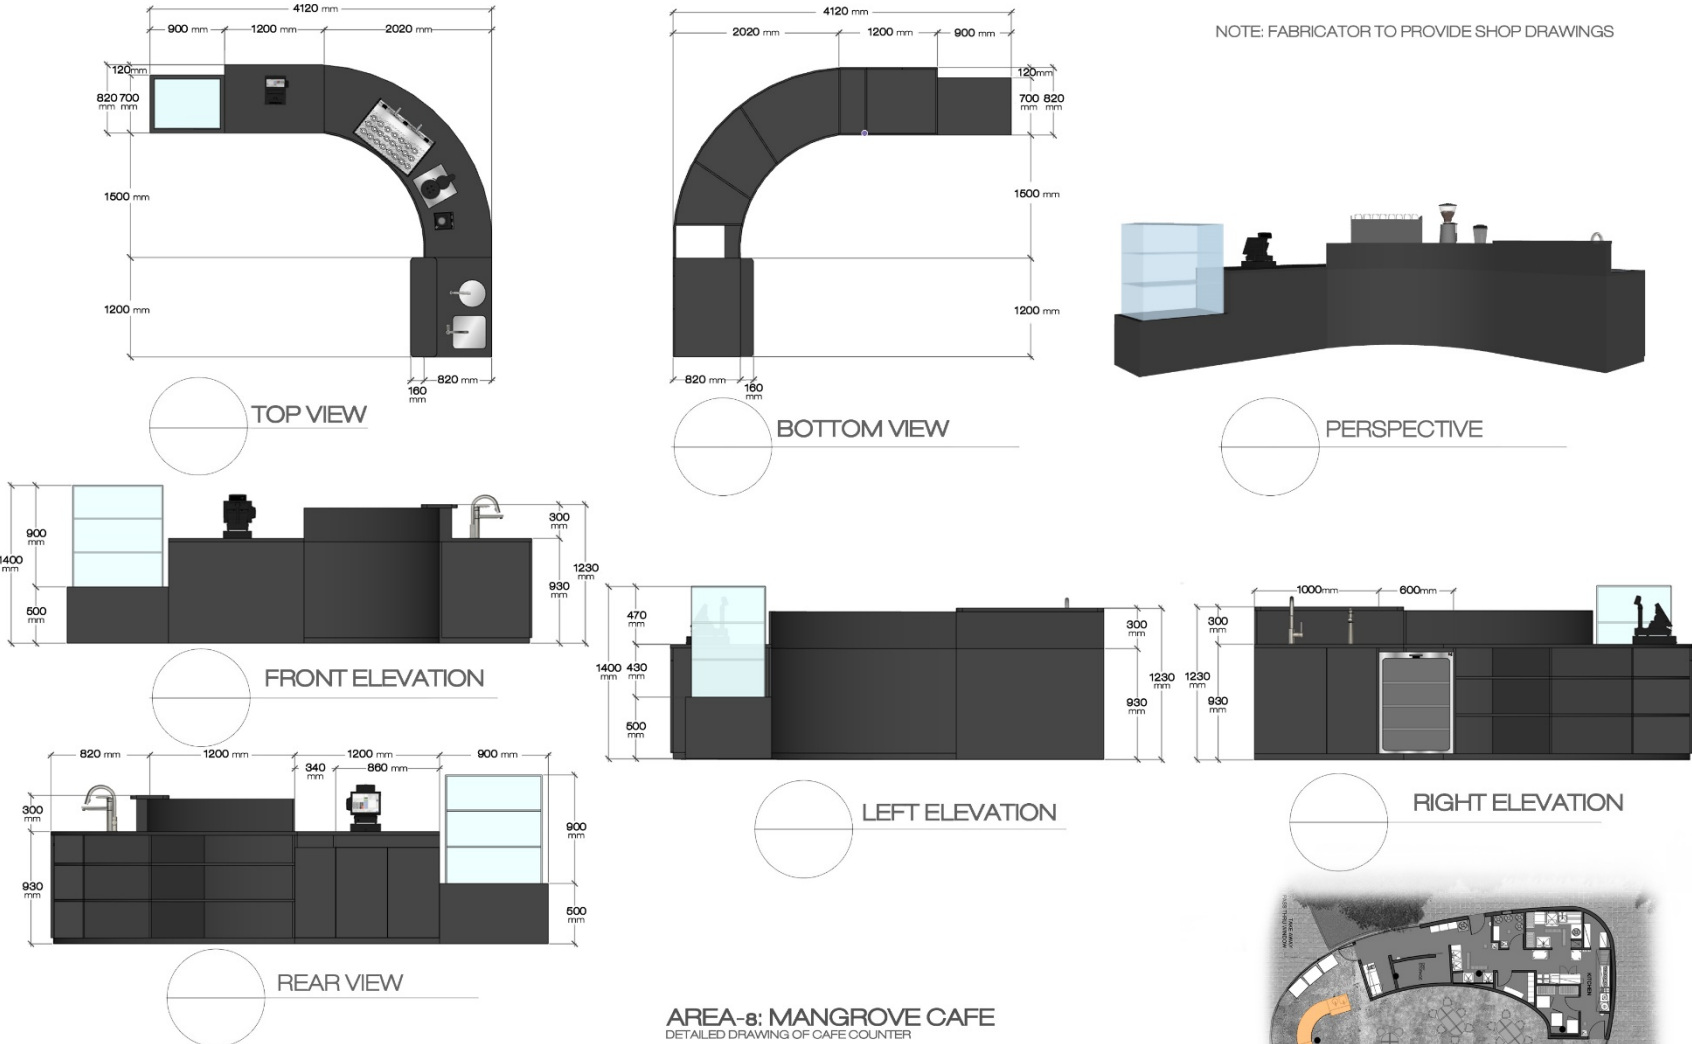 4120 mm
900 mm
1200 mm
2020 mm
120mm
820 mm
700 mm
1500 mm
1200 mm
160 mm
820 mm
TOP VIEW
4120 mm
2020 mm
1200 mm
900 mm
120mm
700 mm
820 mm
1500 mm
1200 mm
820 mm
160 mm
BOTTOM VIEW
NOTE: FABRICATOR TO PROVIDE SHOP DRAWINGS
PERSPECTIVE
1400 mm
900 mm
500 mm
300 mm
930 mm
1230 mm
FRONT ELEVATION
470 mm
1400 mm
430 mm
500 mm
300 mm
1230 mm
930 mm
LEFT ELEVATION
1000mm
600mm
300 mm
1230 mm
930 mm
RIGHT ELEVATION
820 mm
1200 mm
1200 mm
900 mm
340 mm
860 mm
300 mm
930 mm
900 mm
500 mm
REAR VIEW
AREA-8: MANGROVE CAFE
DETAILED DRAWING OF CAFE COUNTER
TAKE AWAY
KITCHEN